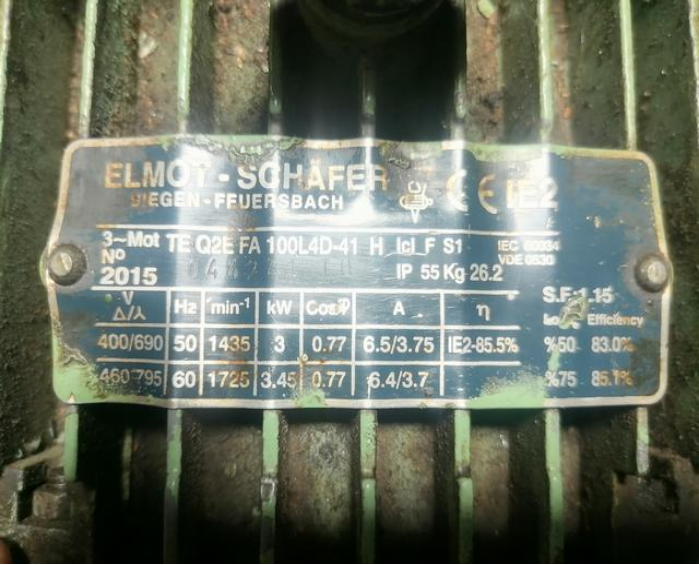 ELMOT - SCHÄFER CE IE2
SIEGEN - FFUERSBACH
3~Mot TE Q2E FA 100L4D-41 H Icl F S1 IEC 60034
Nº IP 55 Kg 26.2 VDE 0530
2015 S.F. 1.15
V Hz min-1 kW Cosφ A η Efficiency
Δ/⅄
400/690 50 1435 3 0.77 6.5/3.75 IE2-85.5% %50 83.0%
460/795 60 1725 3.45 0.77 6.4/3.7 %75 85.1%